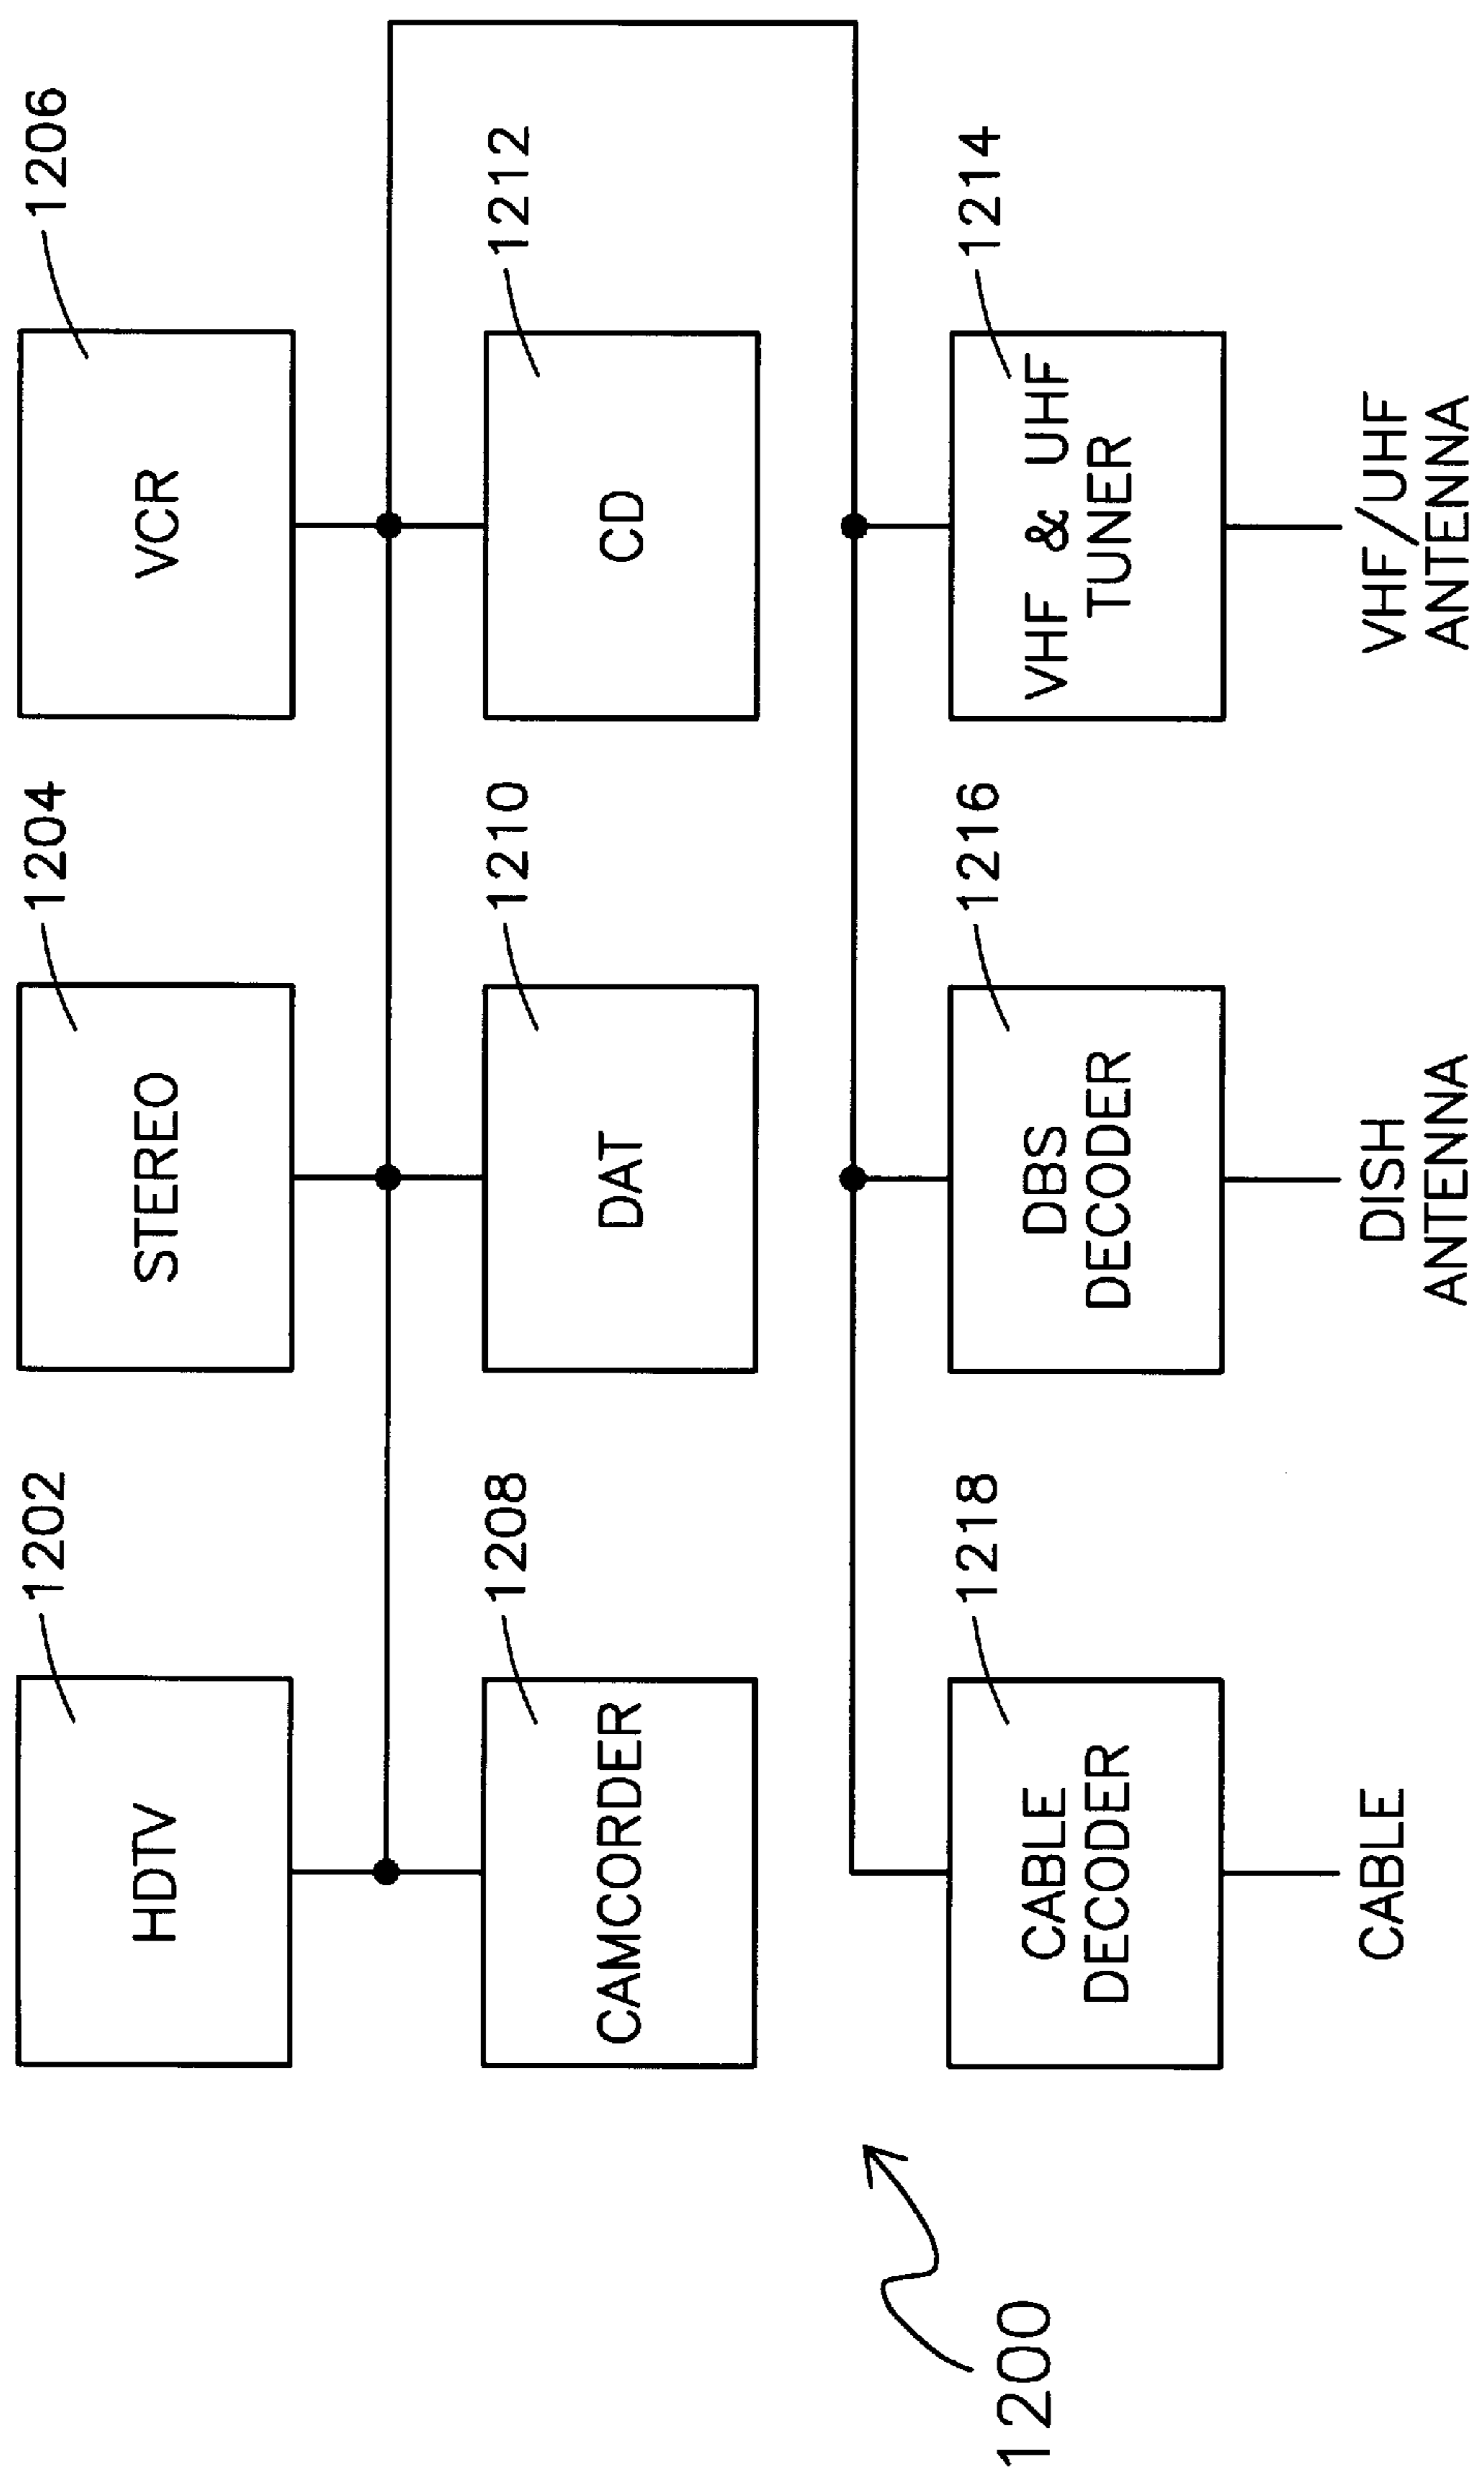 1202
HDTV
1204
STEREO
1206
VCR
1208
CAMCORDER
1210
DAT
1212
CD
1218
CABLE
DECODER
1216
DBS
DECODER
1214
VHF & UHF
TUNER
CABLE
DISH
ANTENNA
VHF/UHF
ANTENNA
1200